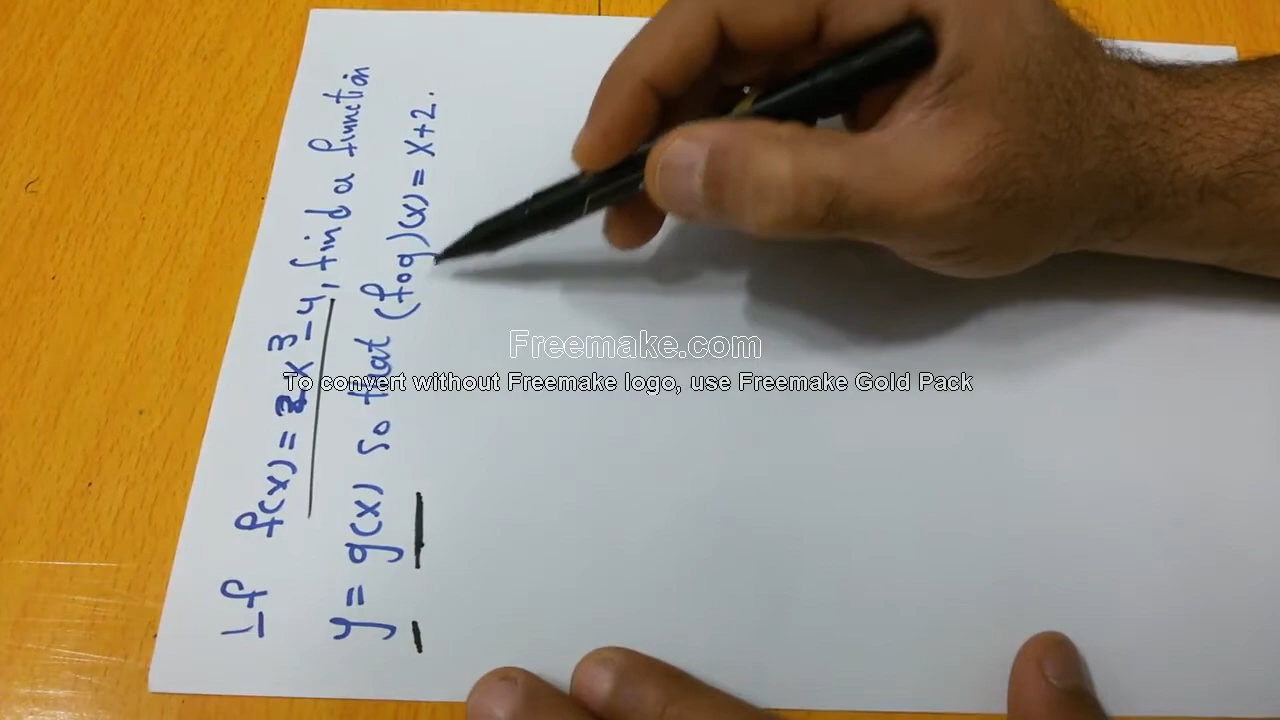 If f(x) = 2x³-4, find a function
y = g(x) so that (fog)(x) = x+2.
Freemake.com
To convert without Freemake logo, use Freemake Gold Pack